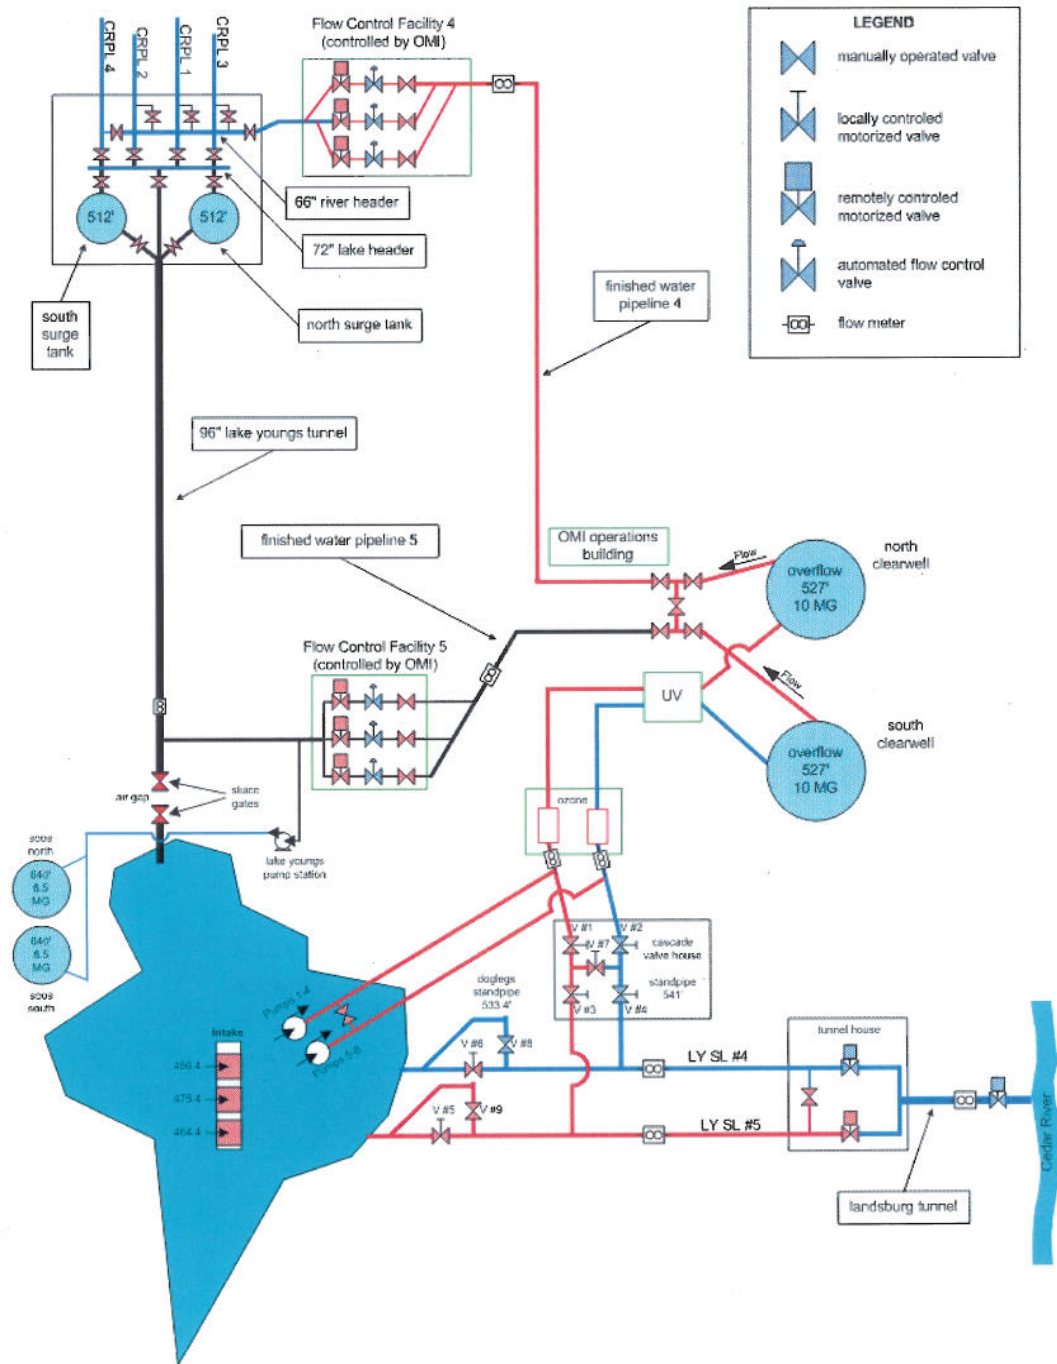 CRPL 4
CRPL 2
CRPL 1
CRPL 3
Flow Control Facility 4
(controlled by OMI)
LEGEND
manually operated valve
locally controled
motorized valve
remotely controled
motorized valve
automated flow control
valve
flow meter
66" river header
512'
512'
72" lake header
north surge tank
south
surge
tank
finished water
pipeline 4
96" lake youngs tunnel
finished water pipeline 5
OMI operations
building
Flow
north
clearwell
overflow
527'
10 MG
Flow Control Facility 5
(controlled by OMI)
UV
Flow
south
clearwell
overflow
527'
10 MG
air gap
sluice
gates
ozone
lake youngs
pump station
soos
north
640'
6.5
MG
640'
6.5
MG
soos
south
V #1
V #2
V #7
cascade
valve house
V #3
V #4
standpipe
541'
doglegs
standpipe
533.4'
Pumps 1-4
Pumps 5-8
V #6
V #8
Intake
475.4
464.4
V #5
V #9
LY SL #4
LY SL #5
tunnel house
landsburg tunnel
Cedar River